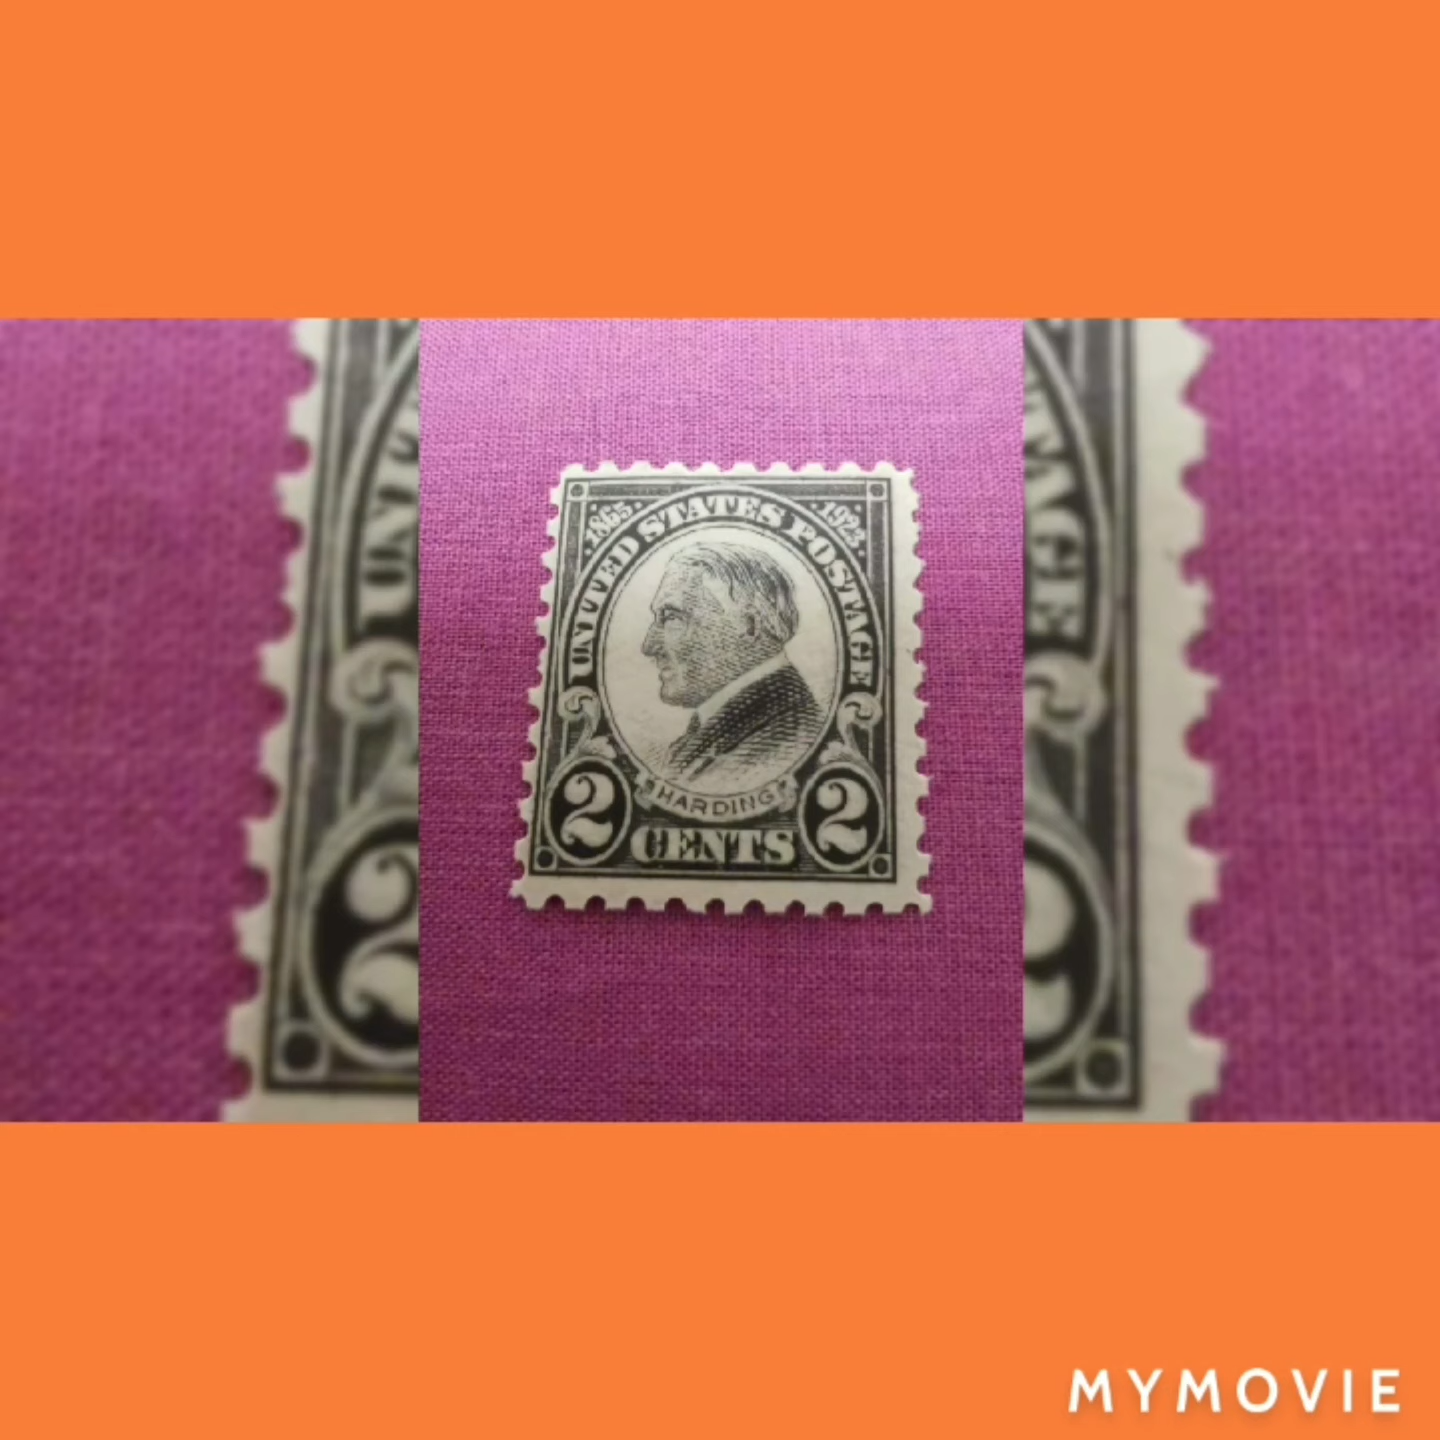 ·1865· ·1923·
UNITED STATES POSTAGE
HARDING
2 CENTS 2
MYMOVIE